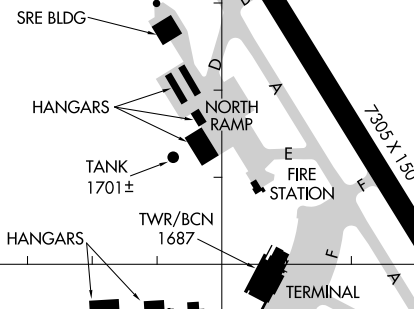 SRE BLDG
D
D
A
HANGARS
NORTH
RAMP
7305 X 150
E
TANK
1701±
FIRE
STATION
F
TWR/BCN
1687
HANGARS
F
A
TERMINAL